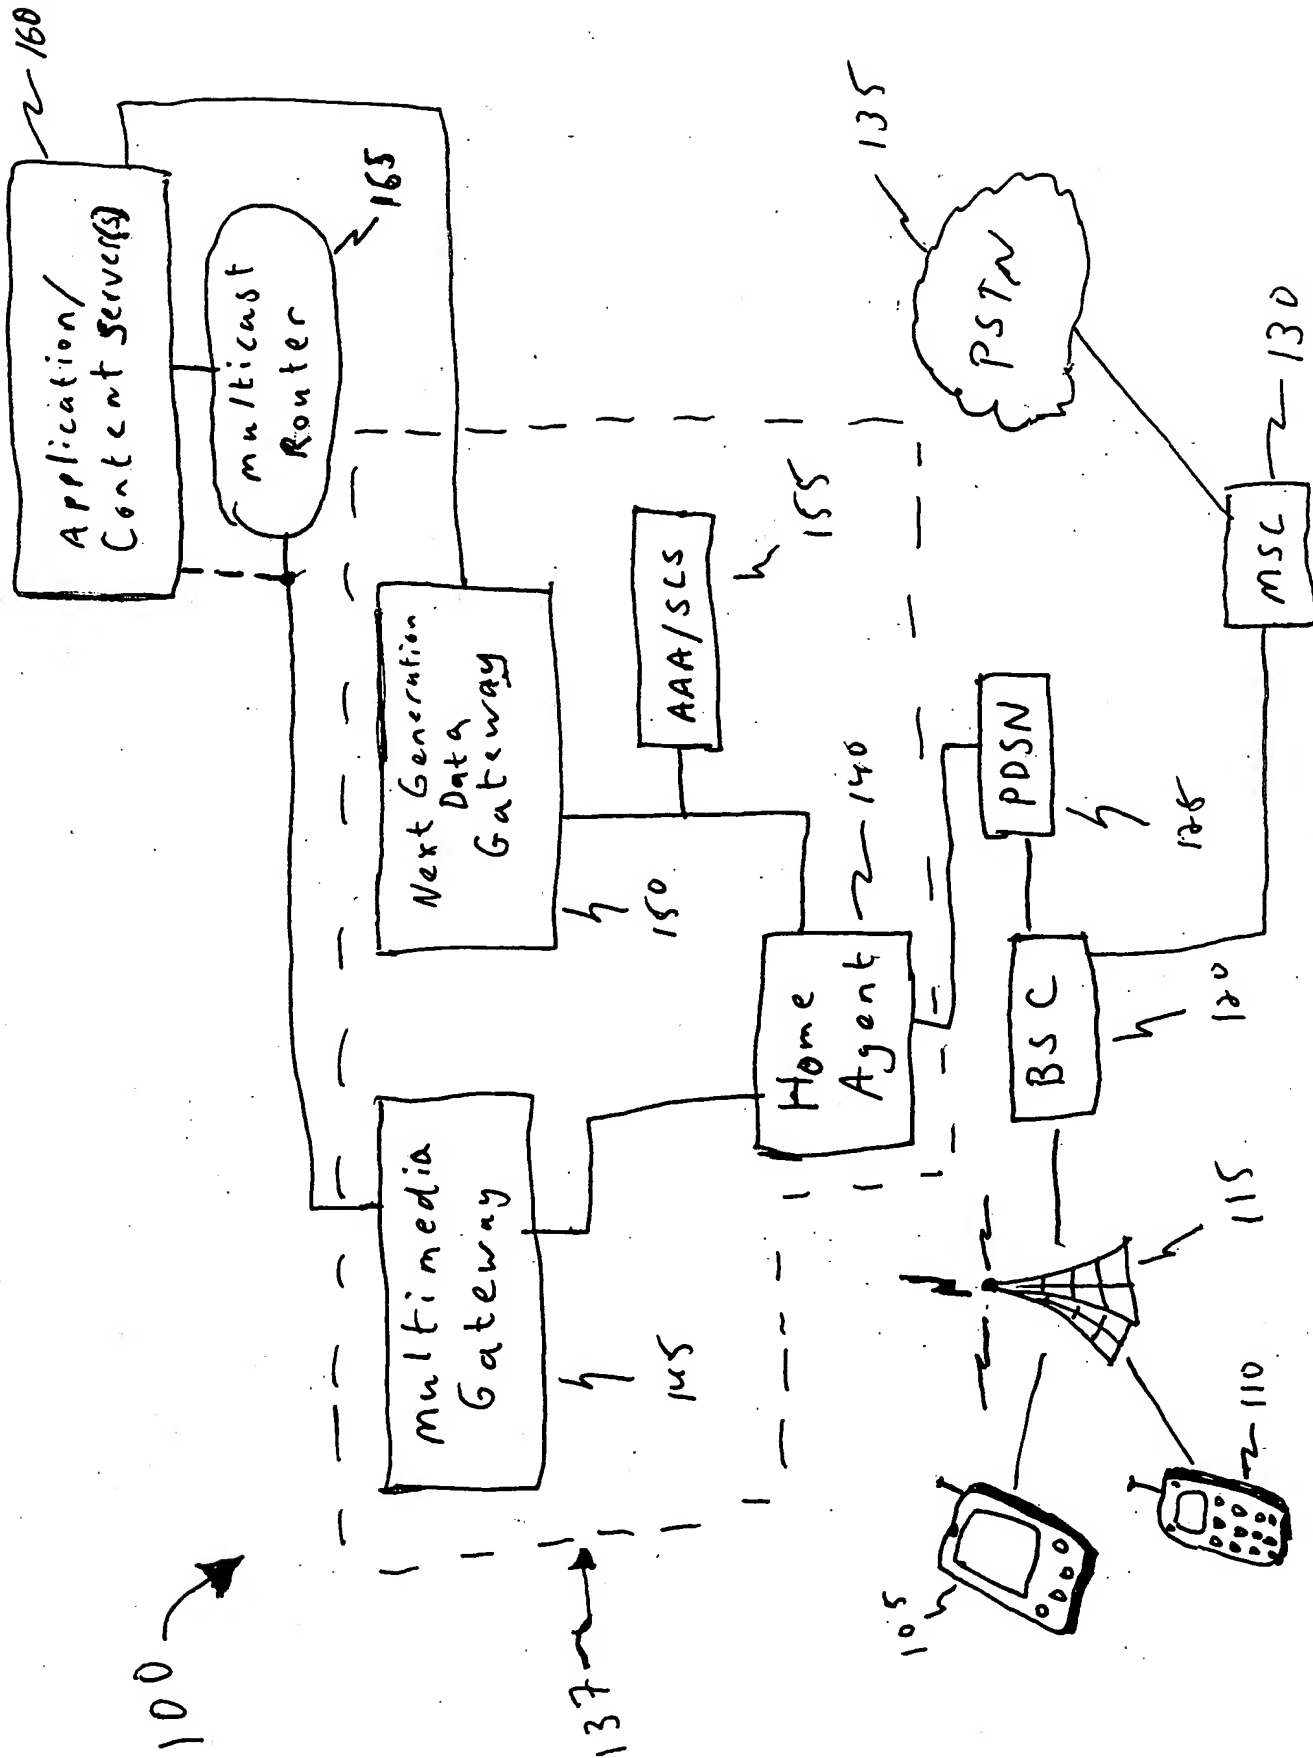 100
137
Application/
Content Server(s)
160
multicast
Router
165
Multimedia
Gateway
145
Next Generation
Data
Gateway
150
AAA/SLS
155
Home
Agent
140
PSTN
135
105
110
115
BSC
120
PDSN
125
MSC
130